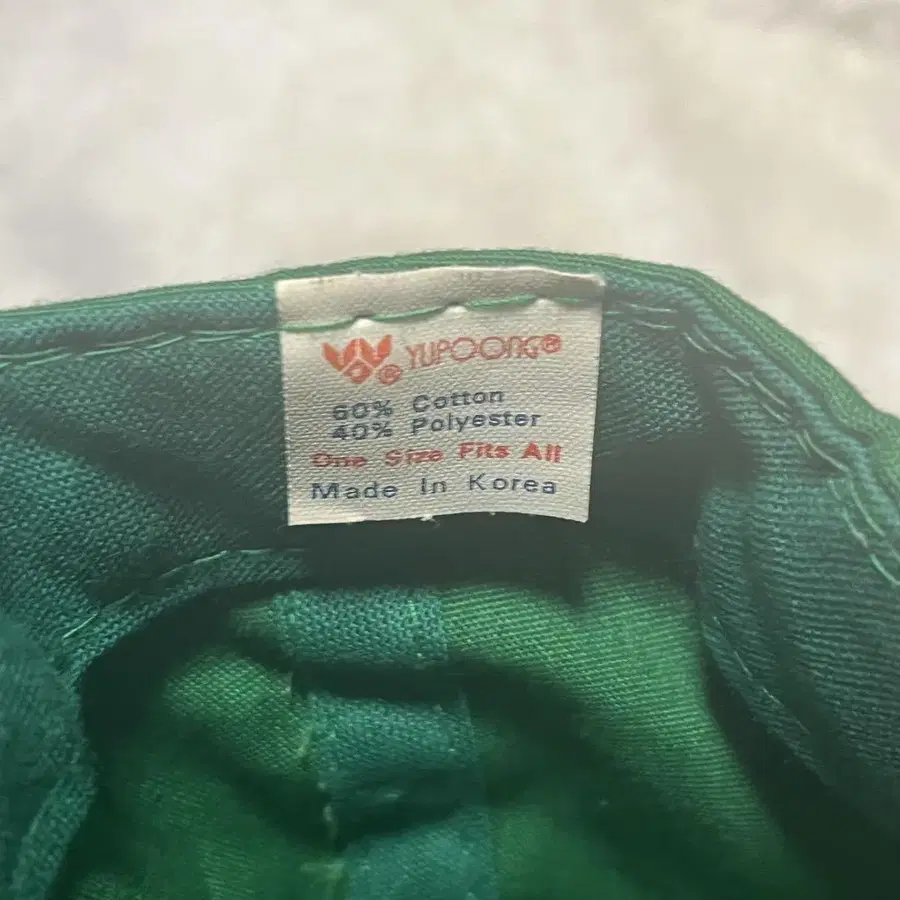 ® YUPOONG®
60% Cotton
40% Polyester
One Size Fits All
Made In Korea